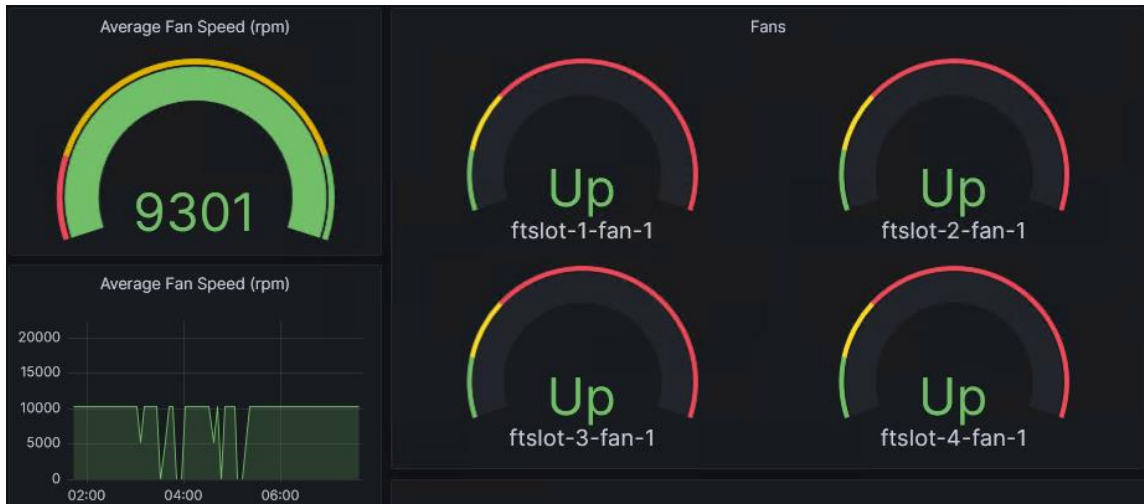 Average Fan Speed (rpm)
9301
Average Fan Speed (rpm)
20000
15000
10000
5000
0
02:00 04:00 06:00
Fans
Up
ftslot-1-fan-1
Up
ftslot-2-fan-1
Up
ftslot-3-fan-1
Up
ftslot-4-fan-1